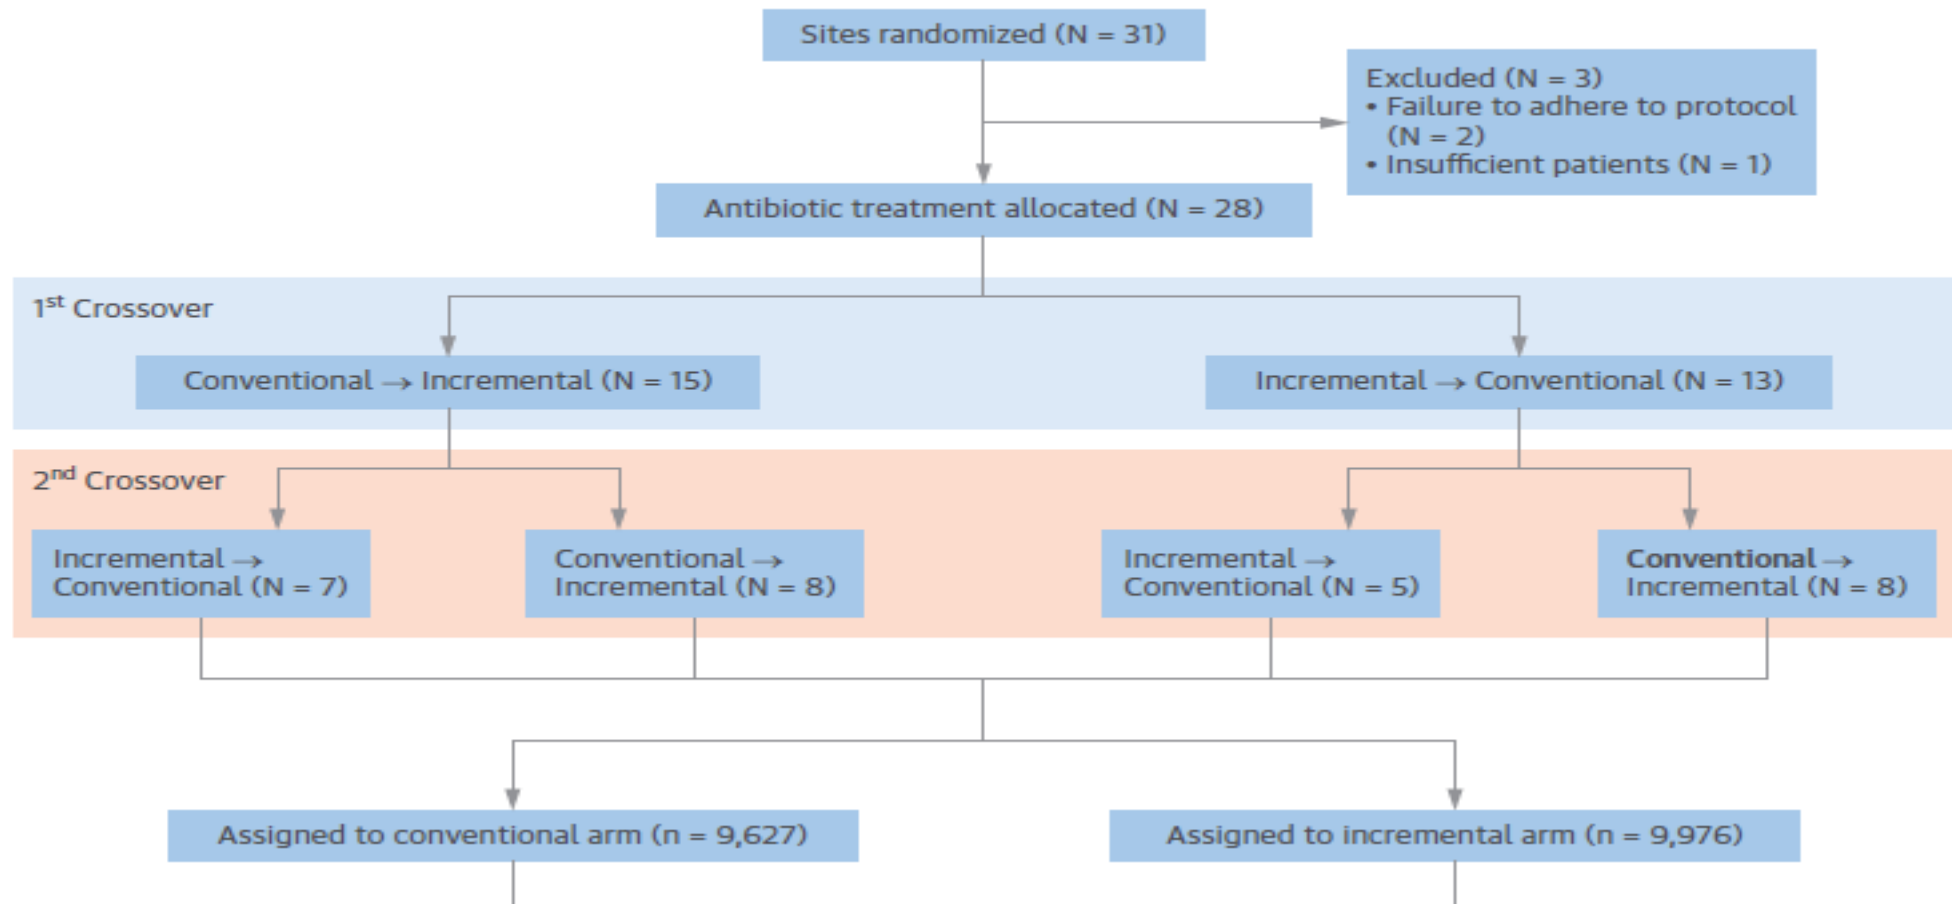 Sites randomized (N = 31)
Excluded (N = 3)
• Failure to adhere to protocol
(N = 2)
• Insufficient patients (N = 1)
Antibiotic treatment allocated (N = 28)
1st Crossover
Conventional → Incremental (N = 15)
Incremental → Conventional (N = 13)
2nd Crossover
Incremental →
Conventional (N = 7)
Conventional →
Incremental (N = 8)
Incremental →
Conventional (N = 5)
Conventional →
Incremental (N = 8)
Assigned to conventional arm (n = 9,627)
Assigned to incremental arm (n = 9,976)